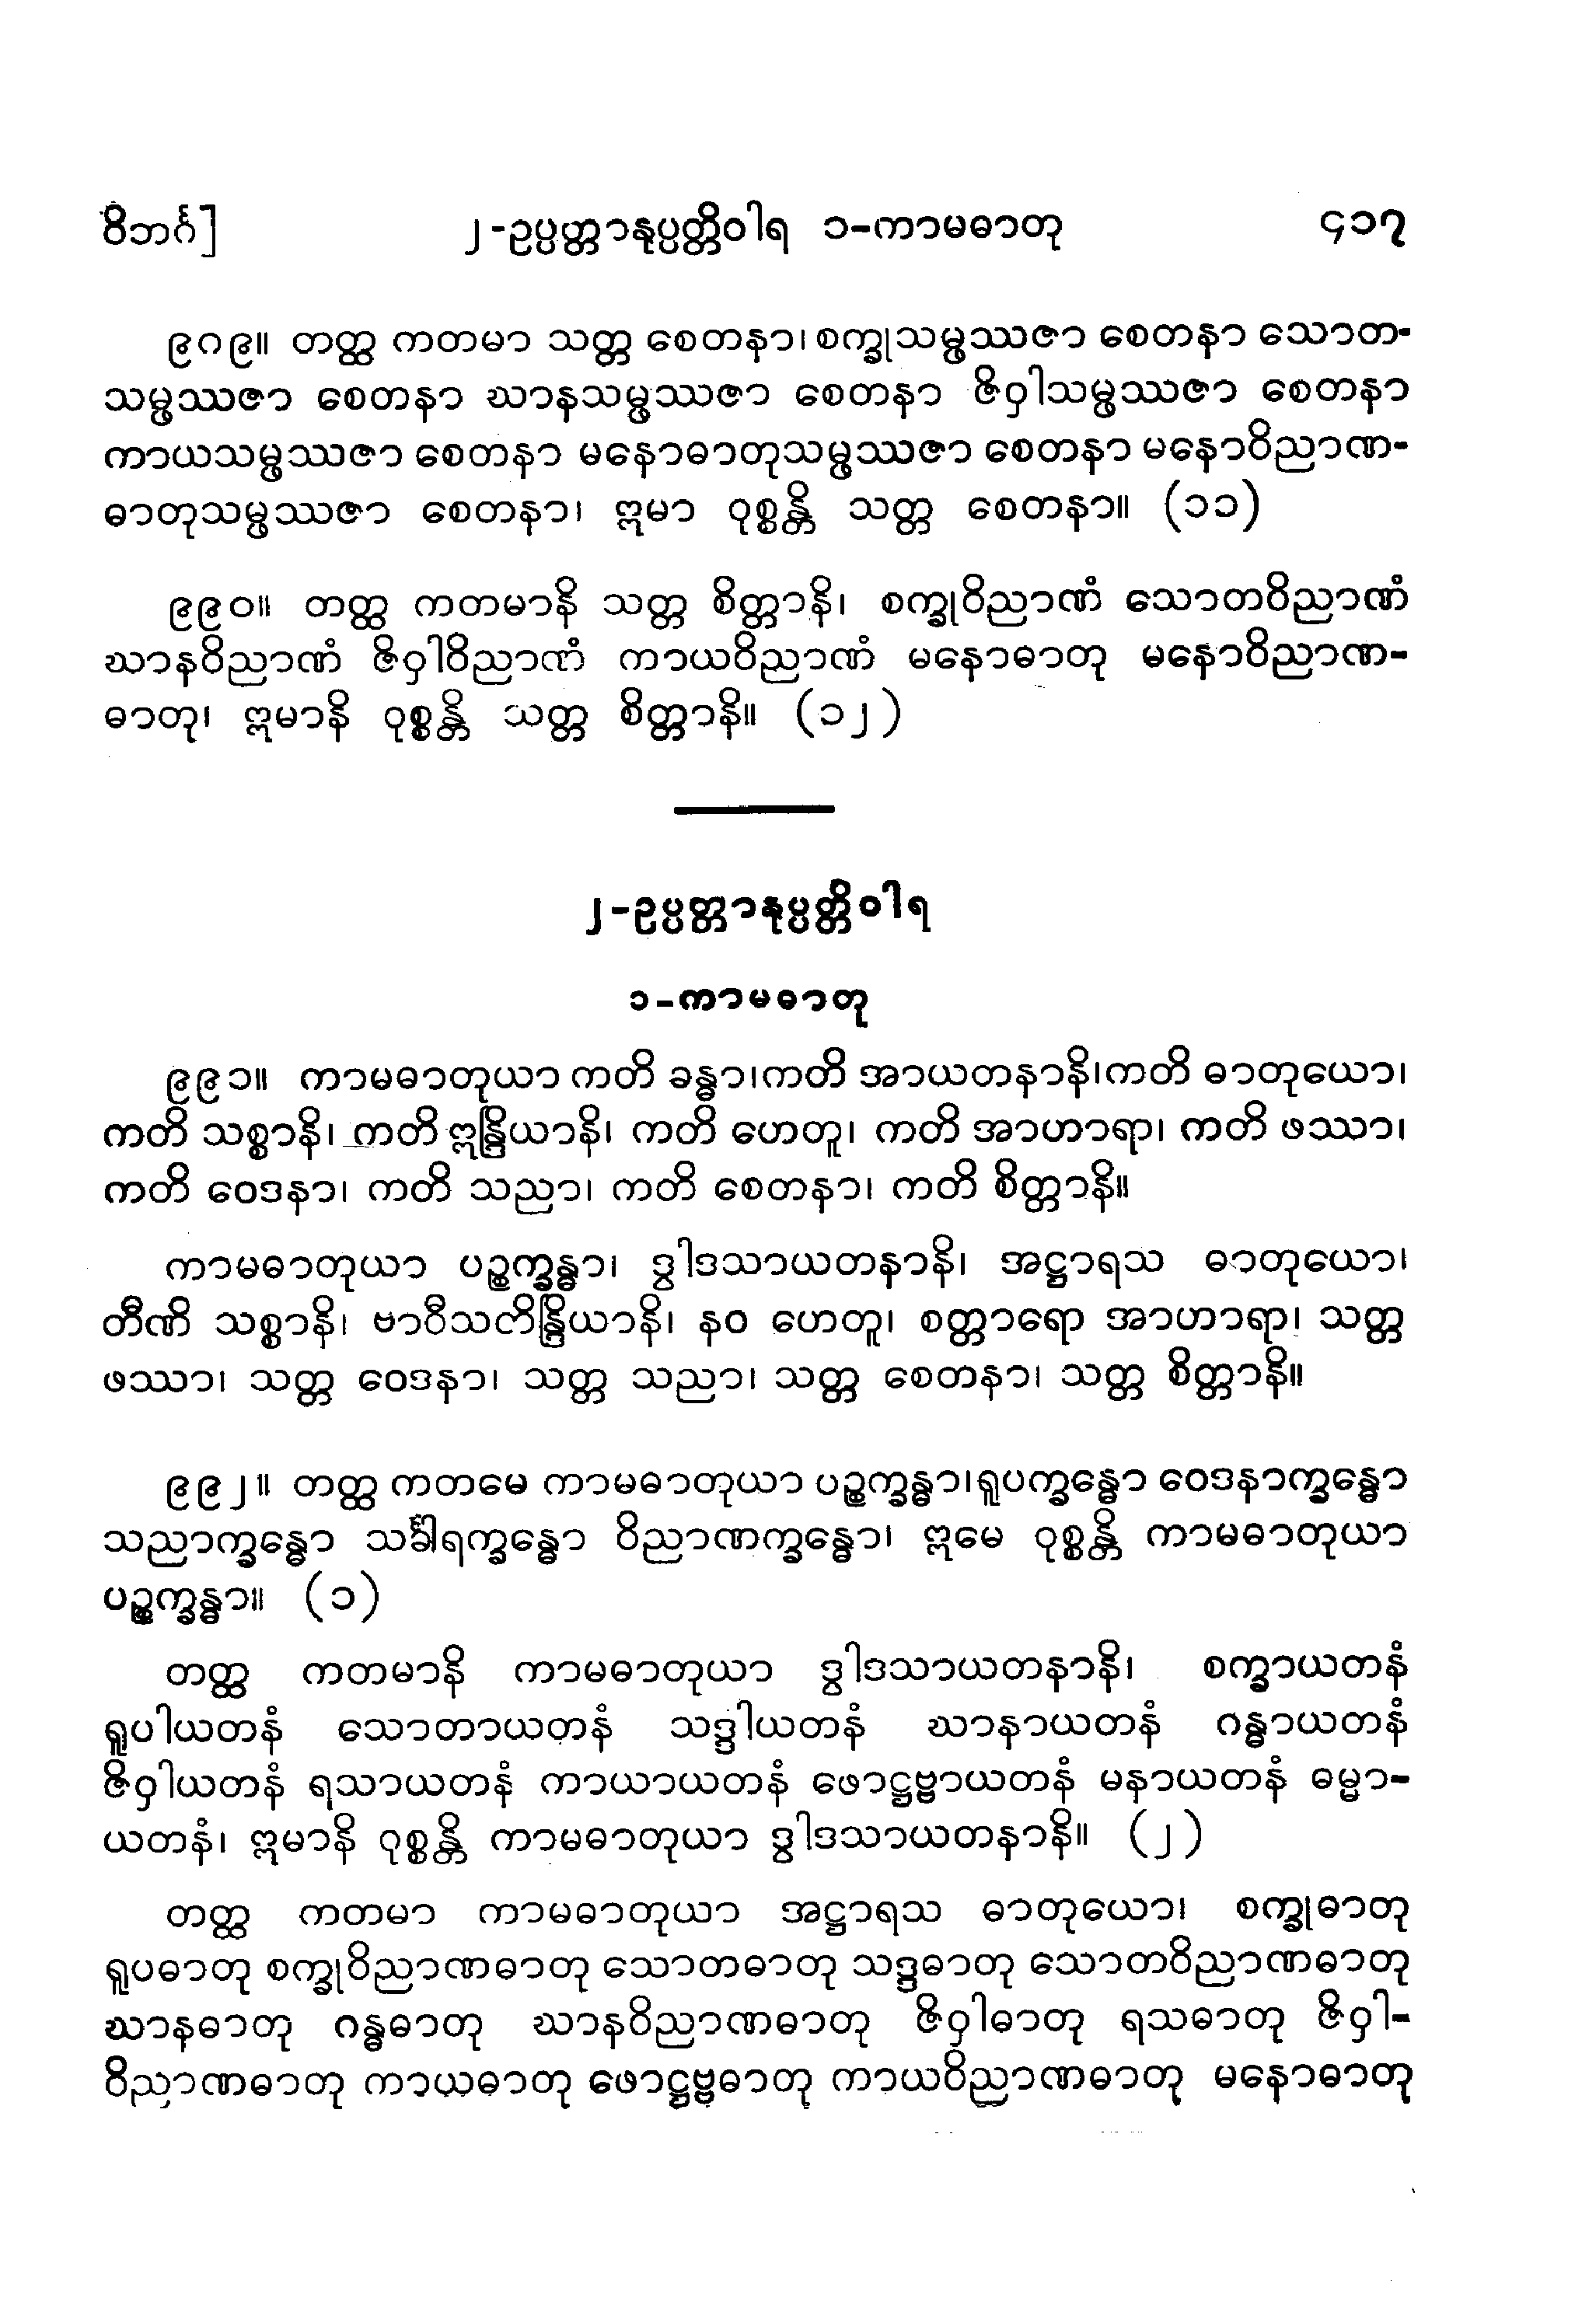 ဝိဘင်္ဂ] ၂-ဥပ္ပတ္တာနုပ္ပတ္တိဝါရ ၁-ကာမဓာတု ၄၁၇
၉၈၉။ တတ္ထ ကတမာ သတ္တ စေတနာ၊ စက္ခုသမ္ဖဿဇာ စေတနာ သောတ-
သမ္ဖဿဇာ စေတနာ ဃာနသမ္ဖဿဇာ စေတနာ ဇိဝှါသမ္ဖဿဇာ စေတနာ
ကာယသမ္ဖဿဇာ စေတနာ မနောဓာတုသမ္ဖဿဇာ စေတနာ မနောဝိညာဏ-
ဓာတုသမ္ဖဿဇာ စေတနာ၊ ဣမာ ဝုစ္စန္တိ သတ္တ စေတနာ။ (၁၁)
၉၉၀။ တတ္ထ ကတမာနိ သတ္တ စိတ္တာနိ၊ စက္ခုဝိညာဏံ သောတဝိညာဏံ
ဃာနဝိညာဏံ ဇိဝှါဝိညာဏံ ကာယဝိညာဏံ မနောဓာတု မနောဝိညာဏ-
ဓာတု၊ ဣမာနိ ဝုစ္စန္တိ သတ္တ စိတ္တာနိ။ (၁၂)
၂-ဥပ္ပတ္တာနုပ္ပတ္တိဝါရ
၁-ကာမဓာတု
၉၉၁။ ကာမဓာတုယာ ကတိ ခန္ဓာ၊ ကတိ အာယတနာနိ၊ ကတိ ဓာတုယော၊
ကတိ သစ္စာနိ၊ ကတိ ဣန္ဒြိယာနိ၊ ကတိ ဟေတူ၊ ကတိ အာဟာရာ၊ ကတိ ဖဿာ၊
ကတိ ဝေဒနာ၊ ကတိ သညာ၊ ကတိ စေတနာ၊ ကတိ စိတ္တာနိ။
ကာမဓာတုယာ ပဉ္စက္ခန္ဓာ၊ ဒွါဒသာယတနာနိ၊ အဋ္ဌာရသ ဓာတုယော၊
တီဏိ သစ္စာနိ၊ ဗာဝီသတိန္ဒြိယာနိ၊ နဝ ဟေတူ၊ စတ္တာရော အာဟာရာ၊ သတ္တ
ဖဿာ၊ သတ္တ ဝေဒနာ၊ သတ္တ သညာ၊ သတ္တ စေတနာ၊ သတ္တ စိတ္တာနိ။
၉၉၂။ တတ္ထ ကတမေ ကာမဓာတုယာ ပဉ္စက္ခန္ဓာ၊ ရူပက္ခန္ဓော ဝေဒနာက္ခန္ဓော
သညာက္ခန္ဓော သင်္ခါရက္ခန္ဓော ဝိညာဏက္ခန္ဓော၊ ဣမေ ဝုစ္စန္တိ ကာမဓာတုယာ
ပဉ္စက္ခန္ဓာ။ (၁)
တတ္ထ ကတမာနိ ကာမဓာတုယာ ဒွါဒသာယတနာနိ၊ စက္ခာယတနံ
ရူပါယတနံ သောတာယတနံ သဒ္ဒါယတနံ ဃာနာယတနံ ဂန္ဓာယတနံ
ဇိဝှါယတနံ ရသာယတနံ ကာယာယတနံ ဖောဋ္ဌဗ္ဗာယတနံ မနာယတနံ ဓမ္မာ-
ယတနံ၊ ဣမာနိ ဝုစ္စန္တိ ကာမဓာတုယာ ဒွါဒသာယတနာနိ။ (၂)
တတ္ထ ကတမာ ကာမဓာတုယာ အဋ္ဌာရသ ဓာတုယော၊ စက္ခုဓာတု
ရူပဓာတု စက္ခုဝိညာဏဓာတု သောတဓာတု သဒ္ဒဓာတု သောတဝိညာဏဓာတု
ဃာနဓာတု ဂန္ဓဓာတု ဃာနဝိညာဏဓာတု ဇိဝှါဓာတု ရသဓာတု ဇိဝှါ-
ဝိညာဏဓာတု ကာယဓာတု ဖောဋ္ဌဗ္ဗဓာတု ကာယဝိညာဏဓာတု မနောဓာတု